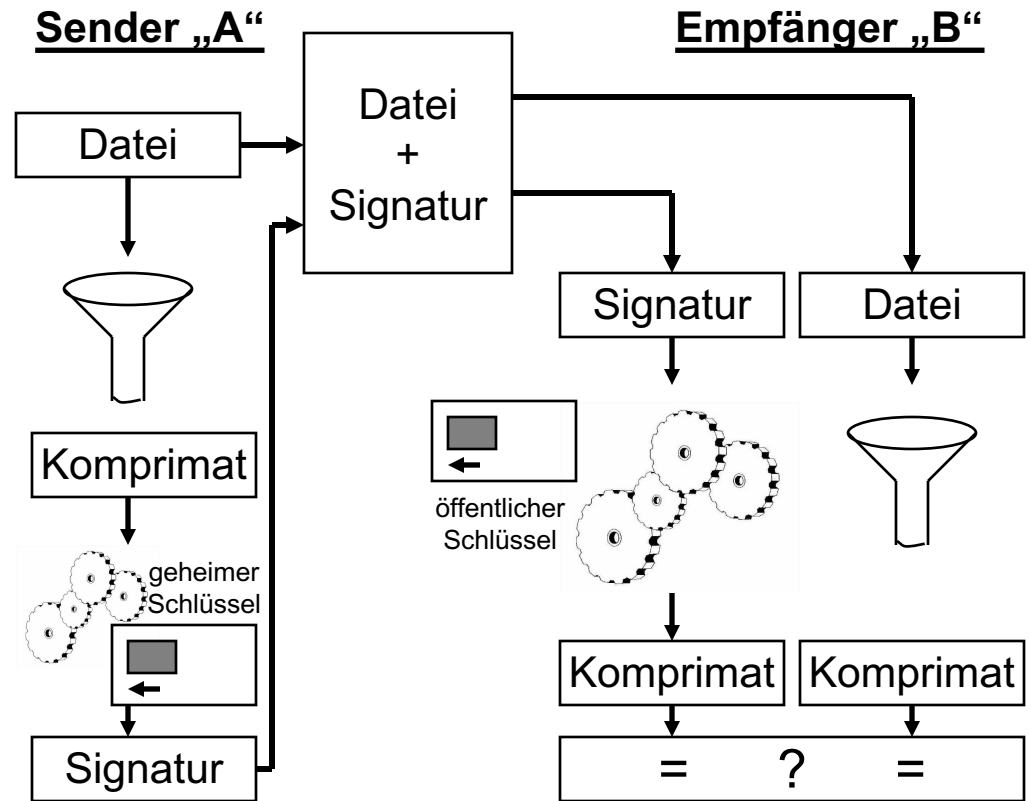 Sender „A“
Empfänger „B“
Datei
Datei
+
Signatur
Signatur
Datei
Komprimat
geheimer
Schlüssel
öffentlicher
Schlüssel
Komprimat
Komprimat
Signatur
= ? =